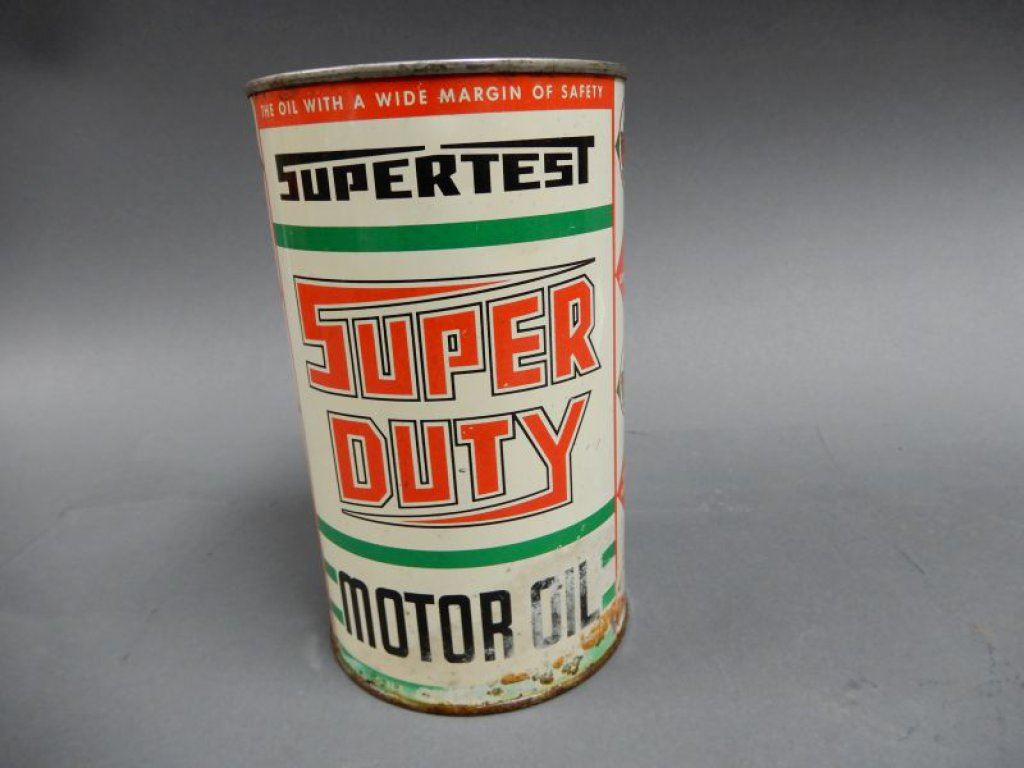 THE OIL WITH A WIDE MARGIN OF SAFETY
SUPERTEST
SUPER
DUTY
MOTOR OIL